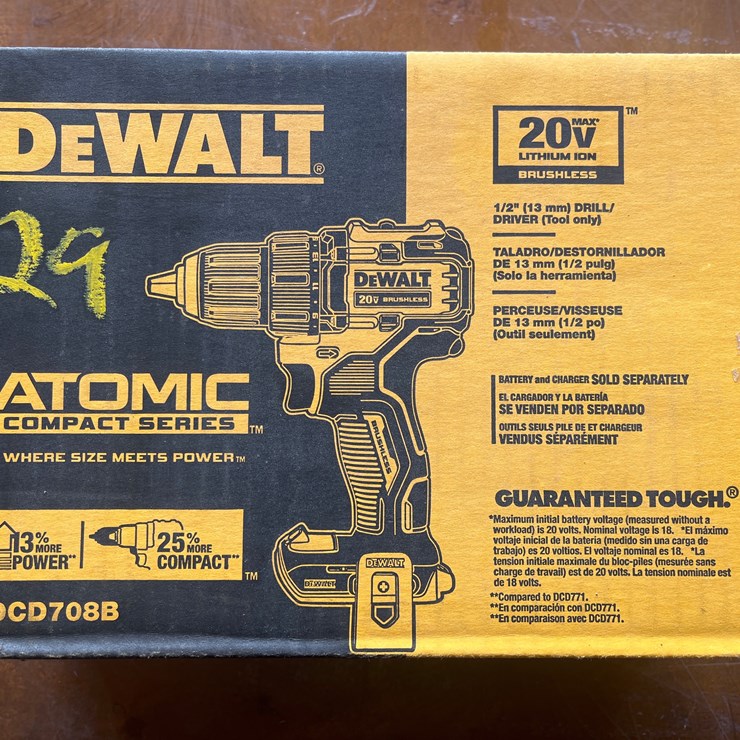 DEWALT®
29
ATOMIC
COMPACT SERIES™
WHERE SIZE MEETS POWER™
13% MORE
POWER**
25% MORE
COMPACT**
™
DCD708B
DEWALT
20V BRUSHLESS
BRUSHLESS
DEWALT
DEWALT
20V MAX* ™
LITHIUM ION
BRUSHLESS
1/2" (13 mm) DRILL/
DRIVER (Tool only)
TALADRO/DESTORNILLADOR
DE 13 mm (1/2 pulg)
(Solo la herramienta)
PERCEUSE/VISSEUSE
DE 13 mm (1/2 po)
(Outil seulement)
BATTERY and CHARGER SOLD SEPARATELY
EL CARGADOR Y LA BATERÍA
SE VENDEN POR SEPARADO
OUTILS SEULS PILE DE ET CHARGEUR
VENDUS SÉPARÉMENT
GUARANTEED TOUGH.®
*Maximum initial battery voltage (measured without a
workload) is 20 volts. Nominal voltage is 18. *El máximo
voltaje inicial de la batería (medido sin una carga de
trabajo) es 20 voltios. El voltaje nominal es 18. *La
tension initiale maximale du bloc-piles (mesurée sans
charge de travail) est de 20 volts. La tension nominale est
de 18 volts.
**Compared to DCD771.
**En comparación con DCD771.
**En comparaison avec DCD771.